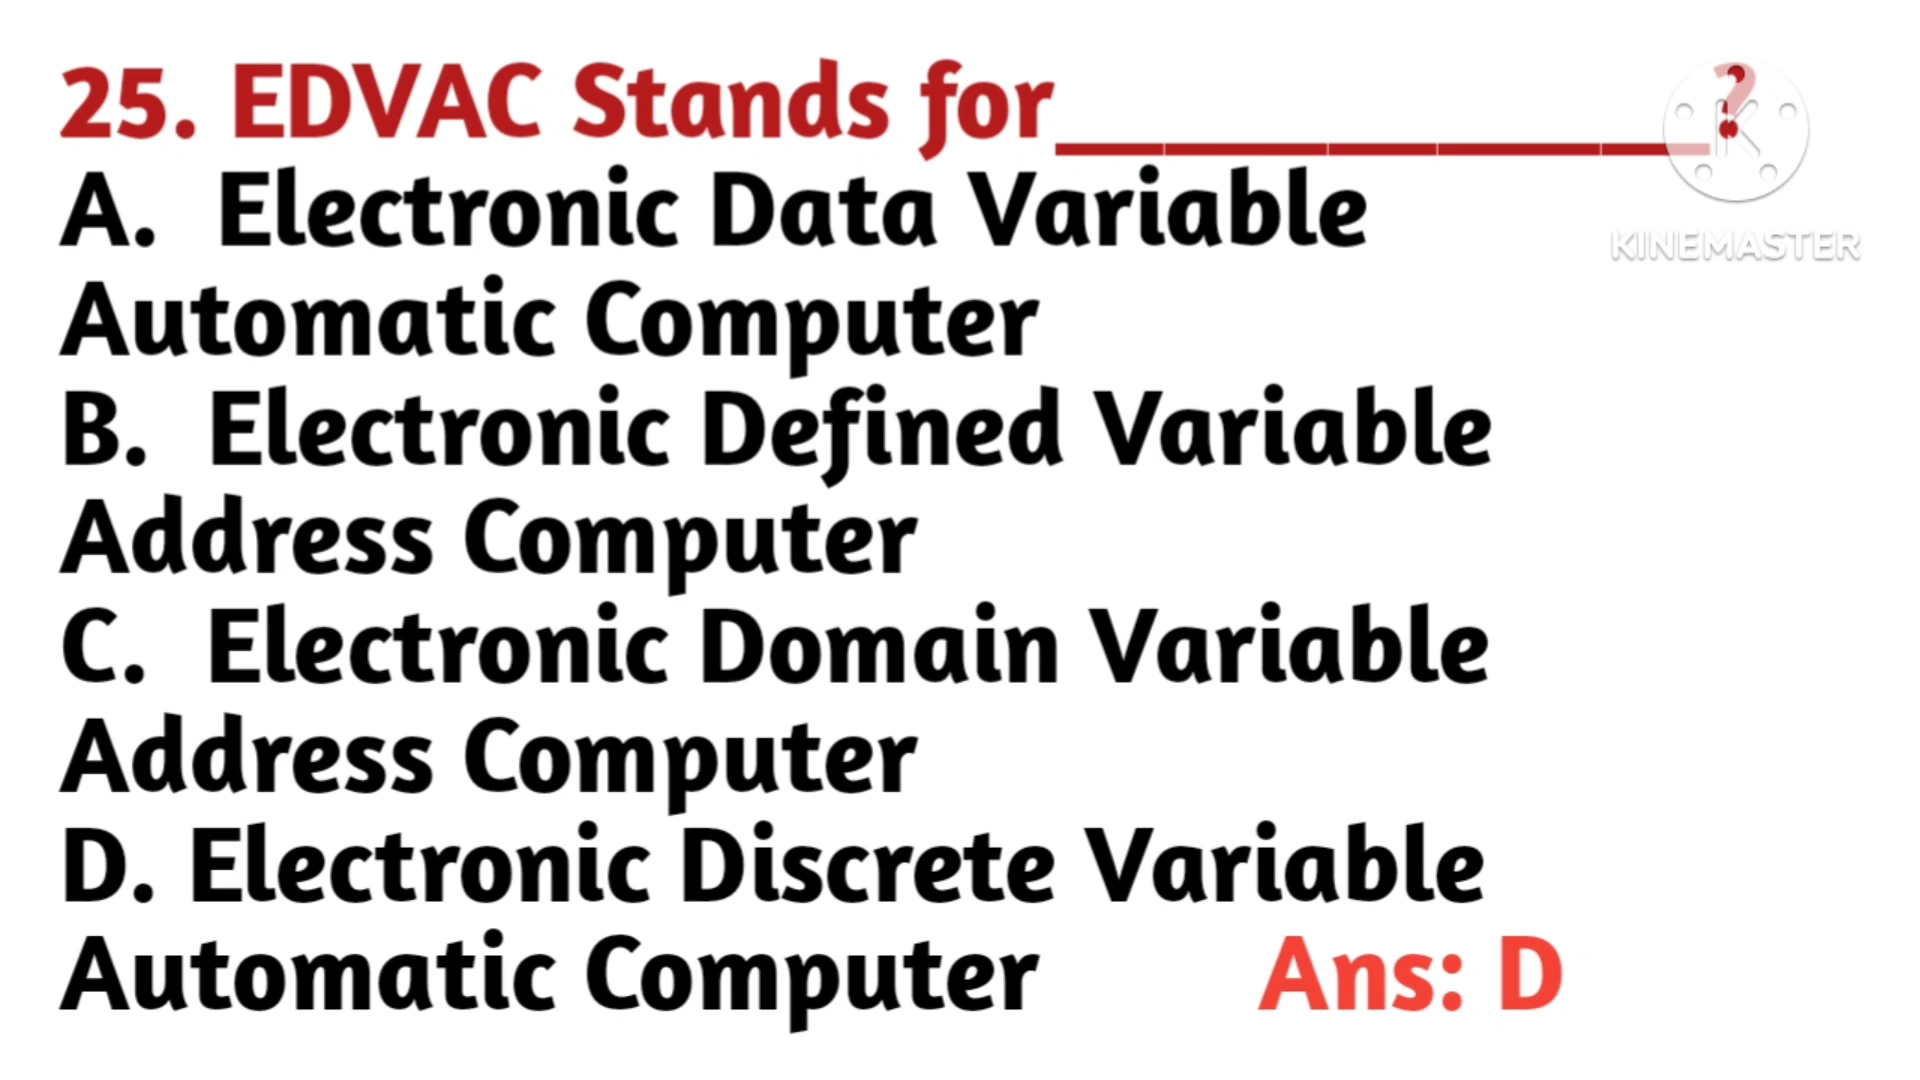 25. EDVAC Stands for____________?
A. Electronic Data Variable
Automatic Computer
B. Electronic Defined Variable
Address Computer
C. Electronic Domain Variable
Address Computer
D. Electronic Discrete Variable
Automatic Computer Ans: D
K
KINEMASTER